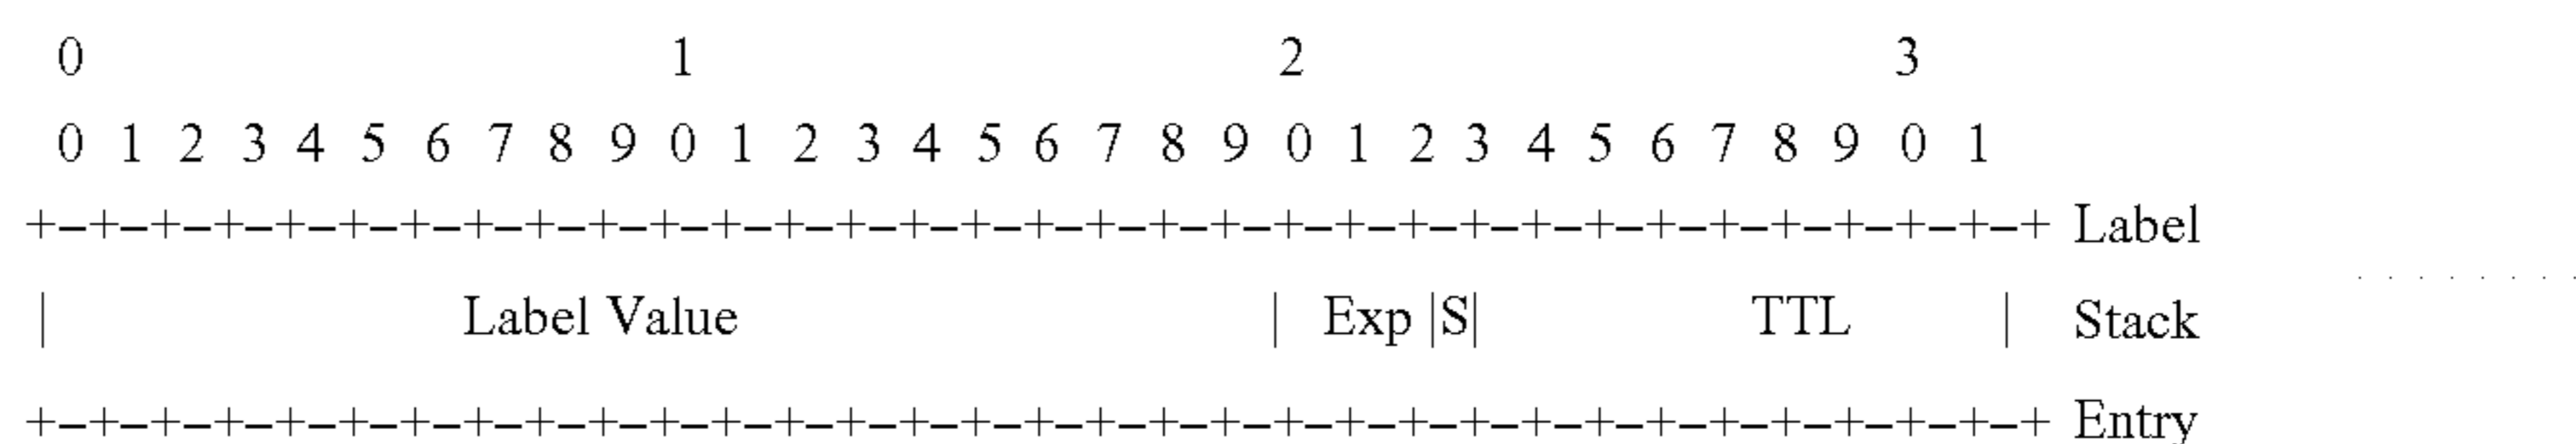 0 1 2 3
0 1 2 3 4 5 6 7 8 9 0 1 2 3 4 5 6 7 8 9 0 1 2 3 4 5 6 7 8 9 0 1
+-+-+-+-+-+-+-+-+-+-+-+-+-+-+-+-+-+-+-+-+-+-+-+-+-+-+-+-+-+-+-+-+ Label
| Label Value | Exp |S| TTL | Stack
+-+-+-+-+-+-+-+-+-+-+-+-+-+-+-+-+-+-+-+-+-+-+-+-+-+-+-+-+-+-+-+-+ Entry